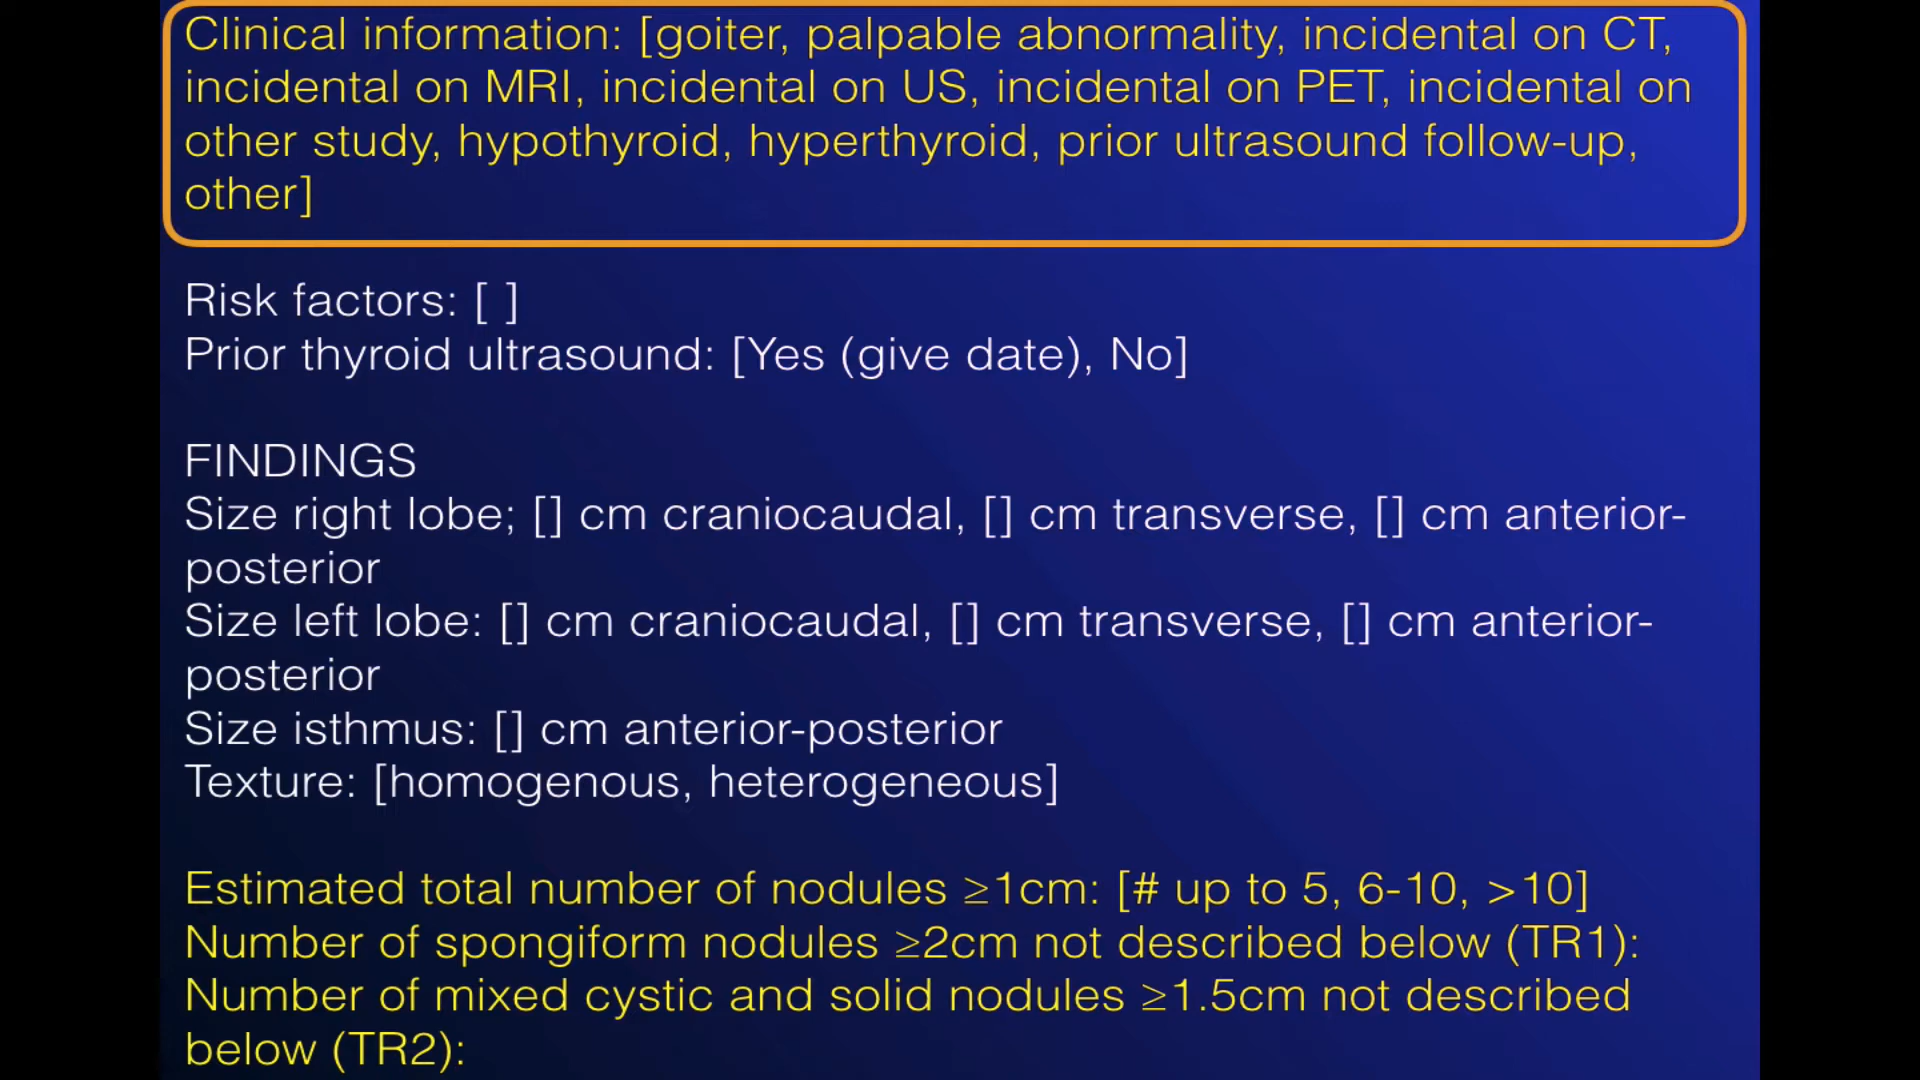 Clinical information: [goiter, palpable abnormality, incidental on CT,
incidental on MRI, incidental on US, incidental on PET, incidental on
other study, hypothyroid, hyperthyroid, prior ultrasound follow-up,
other]
Risk factors: [ ]
Prior thyroid ultrasound: [Yes (give date), No]
FINDINGS
Size right lobe; [] cm craniocaudal, [] cm transverse, [] cm anterior-
posterior
Size left lobe: [] cm craniocaudal, [] cm transverse, [] cm anterior-
posterior
Size isthmus: [] cm anterior-posterior
Texture: [homogenous, heterogeneous]
Estimated total number of nodules ≥1cm: [# up to 5, 6-10, >10]
Number of spongiform nodules ≥2cm not described below (TR1):
Number of mixed cystic and solid nodules ≥1.5cm not described
below (TR2):